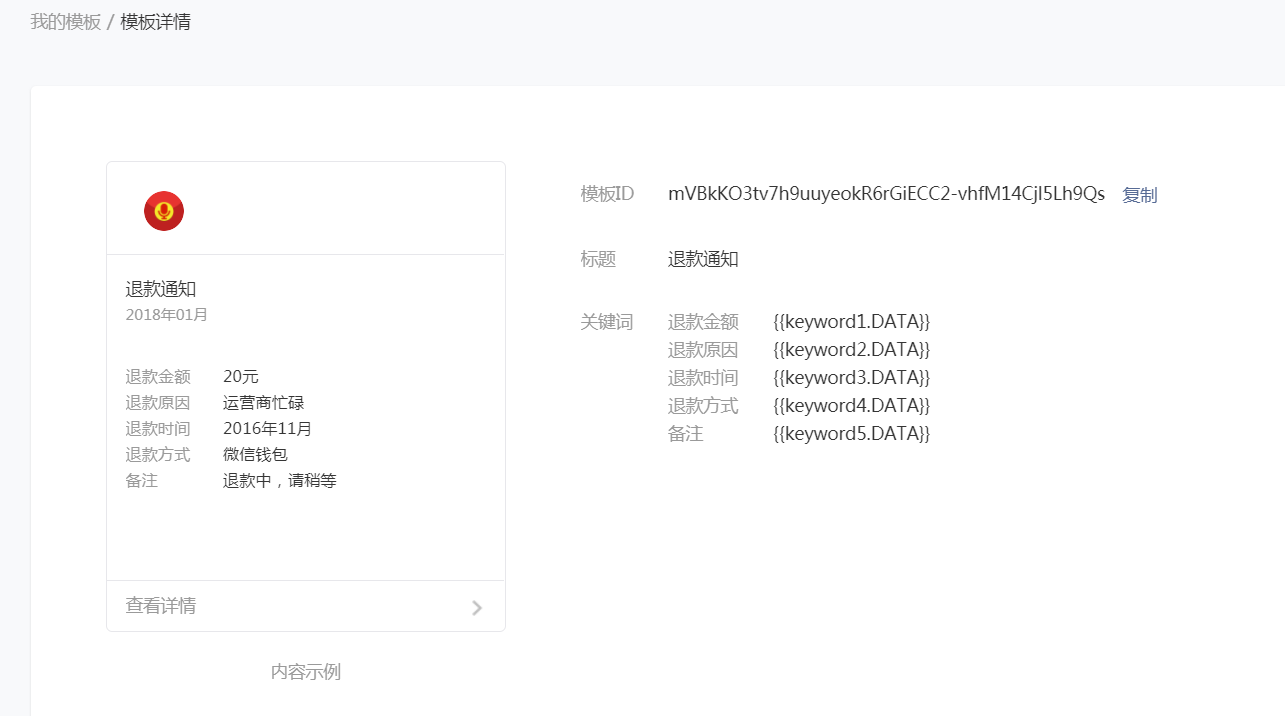 我的模板 / 模板详情
退款通知
2018年01月
退款金额 20元
退款原因 运营商忙碌
退款时间 2016年11月
退款方式 微信钱包
备注 退款中，请稍等
查看详情
内容示例
模板ID mVBkKO3tv7h9uuyeokR6rGiECC2-vhfM14CjI5Lh9Qs 复制
标题 退款通知
关键词 退款金额 {{keyword1.DATA}}
退款原因 {{keyword2.DATA}}
退款时间 {{keyword3.DATA}}
退款方式 {{keyword4.DATA}}
备注 {{keyword5.DATA}}